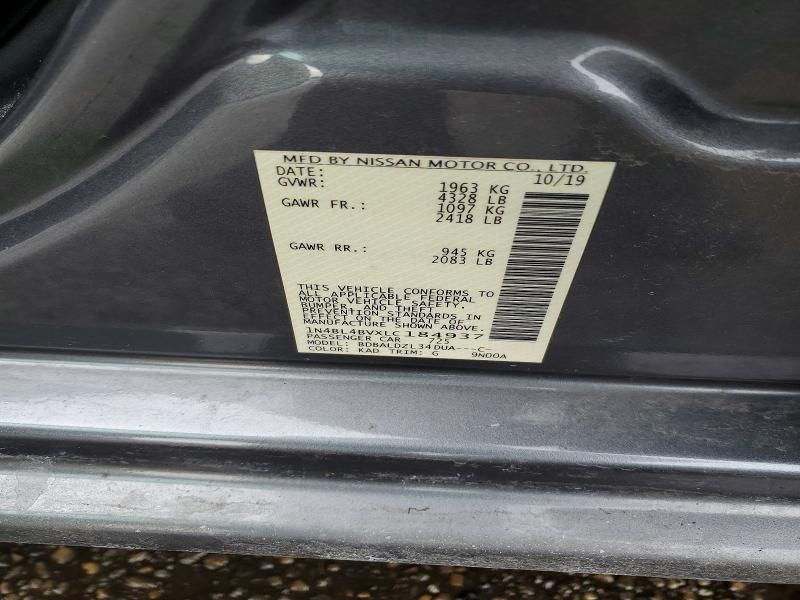 MFD BY NISSAN MOTOR CO., LTD.
DATE: 10/19
GVWR: 1963 KG
4328 LB
GAWR FR.: 1097 KG
2418 LB
GAWR RR.: 945 KG
2083 LB
THIS VEHICLE CONFORMS TO
ALL APPLICABLE FEDERAL
MOTOR VEHICLE SAFETY,
BUMPER, AND THEFT
PREVENTION STANDARDS IN
EFFECT ON THE DATE OF
MANUFACTURE SHOWN ABOVE.
1N4BL4BVXLC184937
PASSENGER CAR 725
MODEL: BDBALDZL34DUA---C-
COLOR: KAD TRIM: G 9N00A